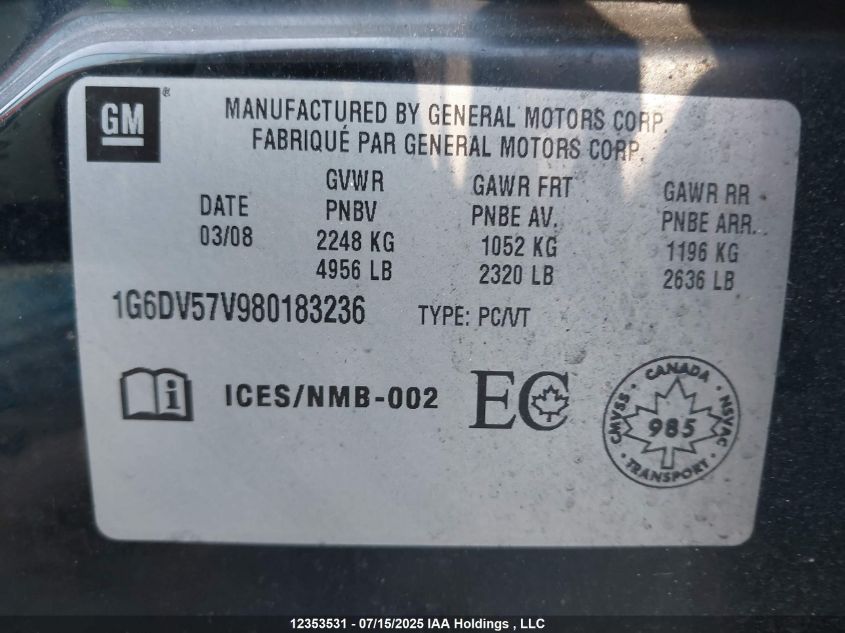 GM®
MANUFACTURED BY GENERAL MOTORS CORP.
FABRIQUÉ PAR GENERAL MOTORS CORP.
GVWR GAWR FRT GAWR RR
DATE PNBV PNBE AV. PNBE ARR.
03/08 2248 KG 1052 KG 1196 KG
4956 LB 2320 LB 2636 LB
1G6DV57V980183236 TYPE: PC/VT
i ICES/NMB-002 EC
CANADA
CMVSS 985 NSVAC
TRANSPORT
12353531 - 07/15/2025 IAA Holdings , LLC